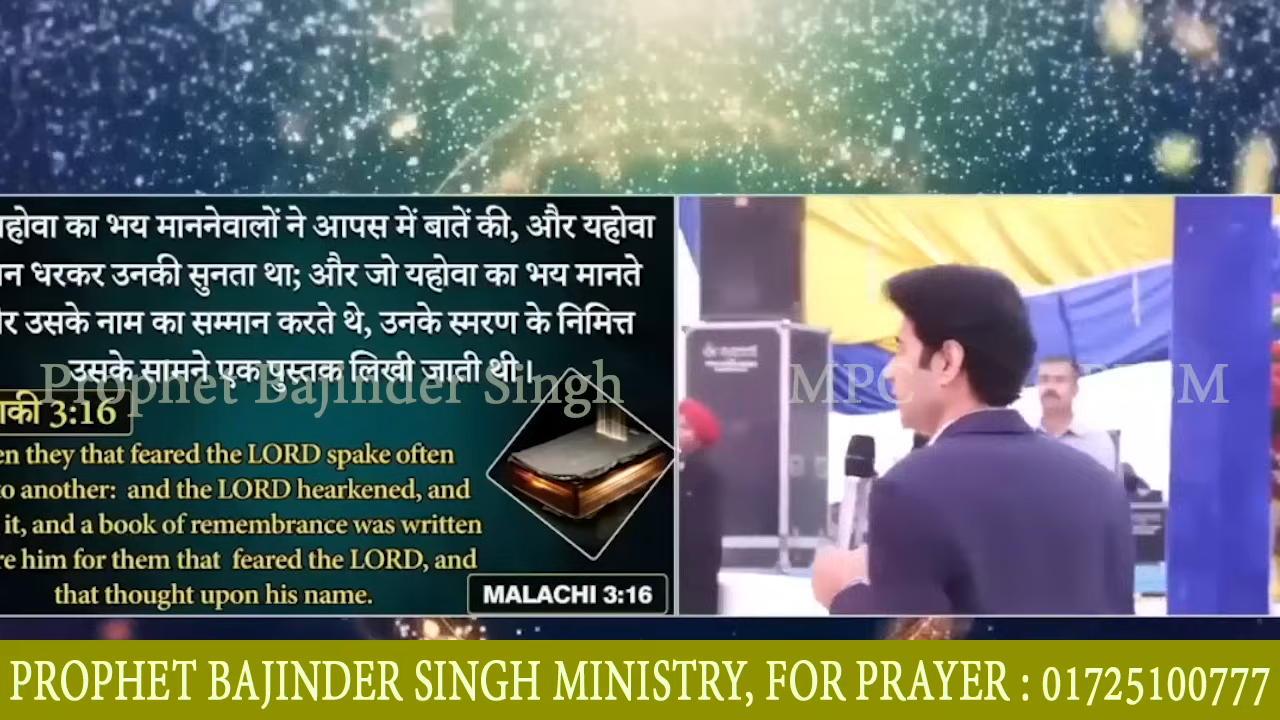 का भय माननेवालों ने आपस में बातें की, और यहोवा
धरकर उनकी सुनता था; और जो यहोवा का भय मानते
उसके नाम का सम्मान करते थे, उनके स्मरण के निमित्त
उसके सामने एक पुस्तक लिखी जाती थी।
Prophet Bajinder Singh
3:16
they that feared the LORD spake often
another: and the LORD hearkened, and
it, and a book of remembrance was written
him for them that feared the LORD, and
that thought upon his name.
MALACHI 3:16
PROPHET BAJINDER SINGH MINISTRY, FOR PRAYER : 01725100777